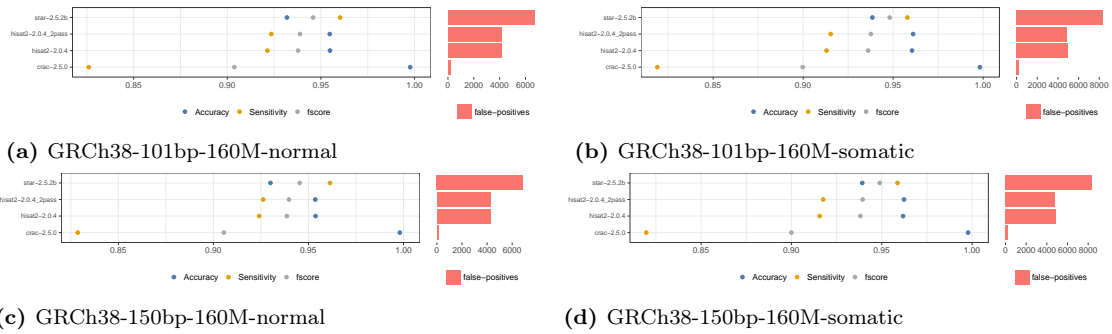 star−2.5.2b
hisat2−2.0.4_2pass
hisat2−2.0.4
crac−2.5.0
0.85 0.90 0.95 1.00
0 2000 4000 6000
Accuracy Sensitivity fscore
false−positives
(a) GRCh38-101bp-160M-normal
star−2.5.2b
hisat2−2.0.4_2pass
hisat2−2.0.4
crac−2.5.0
0.85 0.90 0.95 1.00
0 2000 4000 6000 8000
Accuracy Sensitivity fscore
false−positives
(b) GRCh38-101bp-160M-somatic
star−2.5.2b
hisat2−2.0.4_2pass
hisat2−2.0.4
crac−2.5.0
0.85 0.90 0.95 1.00
0 2000 4000 6000
Accuracy Sensitivity fscore
false−positives
(c) GRCh38-150bp-160M-normal
star−2.5.2b
hisat2−2.0.4_2pass
hisat2−2.0.4
crac−2.5.0
0.85 0.90 0.95 1.00
0 2000 4000 6000 8000
Accuracy Sensitivity fscore
false−positives
(d) GRCh38-150bp-160M-somatic